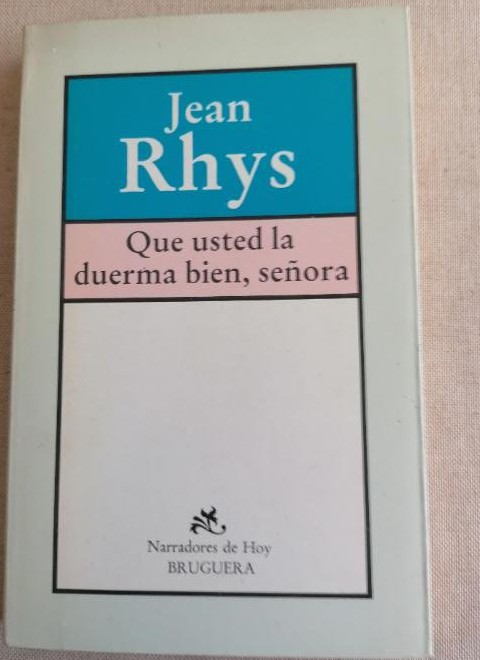 Jean
Rhys
Que usted la
duerma bien, señora
Narradores de Hoy
BRUGUERA